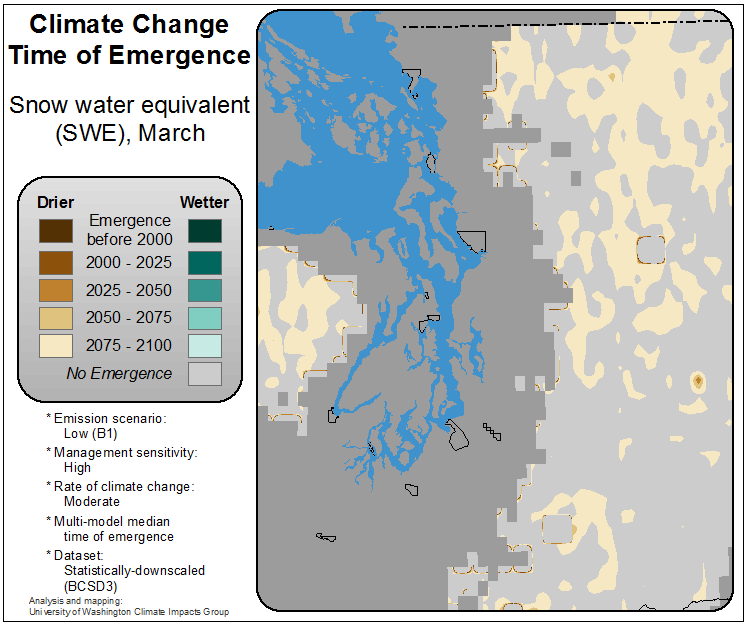 Climate Change
Time of Emergence
Snow water equivalent
(SWE), March
Drier Wetter
Emergence
before 2000
2000 - 2025
2025 - 2050
2050 - 2075
2075 - 2100
No Emergence
* Emission scenario:
Low (B1)
* Management sensitivity:
High
* Rate of climate change:
Moderate
* Multi-model median
time of emergence
* Dataset:
Statistically-downscaled
(BCSD3)
Analysis and mapping:
University of Washington Climate Impacts Group